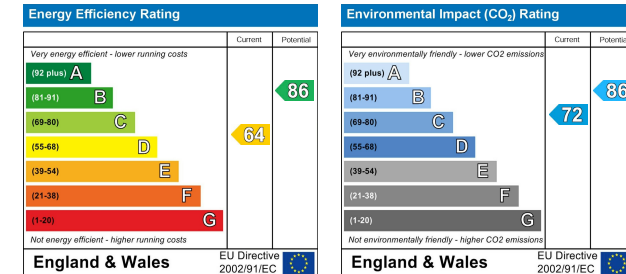 Energy Efficiency Rating
Current Potential
Very energy efficient - lower running costs
(92 plus) A
(81-91) B
(69-80) C
(55-68) D
(39-54) E
(21-38) F
(1-20) G
64
86
Not energy efficient - higher running costs
England & Wales
EU Directive
2002/91/EC
Environmental Impact (CO₂) Rating
Current Potential
Very environmentally friendly - lower CO2 emissions
(92 plus) A
(81-91) B
(69-80) C
(55-68) D
(39-54) E
(21-38) F
(1-20) G
72
86
Not environmentally friendly - higher CO2 emissions
England & Wales
EU Directive
2002/91/EC